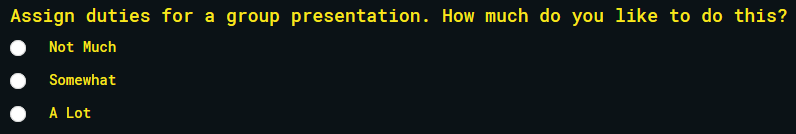 Assign duties for a group presentation. How much do you like to do this?
Not Much
Somewhat
A Lot